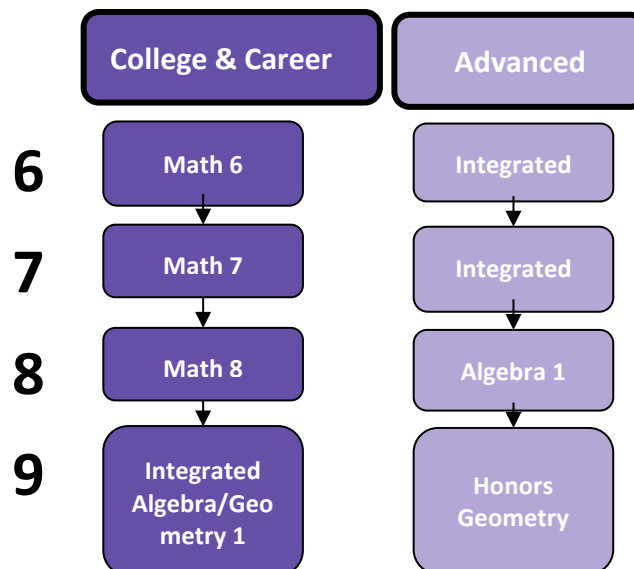 College & Career
Advanced
6
Math 6
Integrated
7
Math 7
Integrated
8
Math 8
Algebra 1
9
Integrated
Algebra/Geo
metry 1
Honors
Geometry